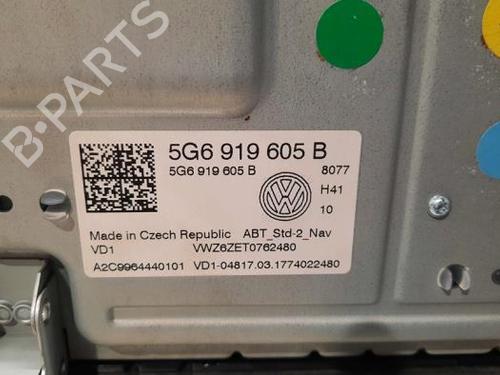 5G6 919 605 B
5G6 919 605 B 8077
H41
10
Made in Czech Republic ABT_Std-2_Nav
VD1 VWZ6ZET0762480
A2C9964440101 VD1-04817.03.1774022480
B-PARTS